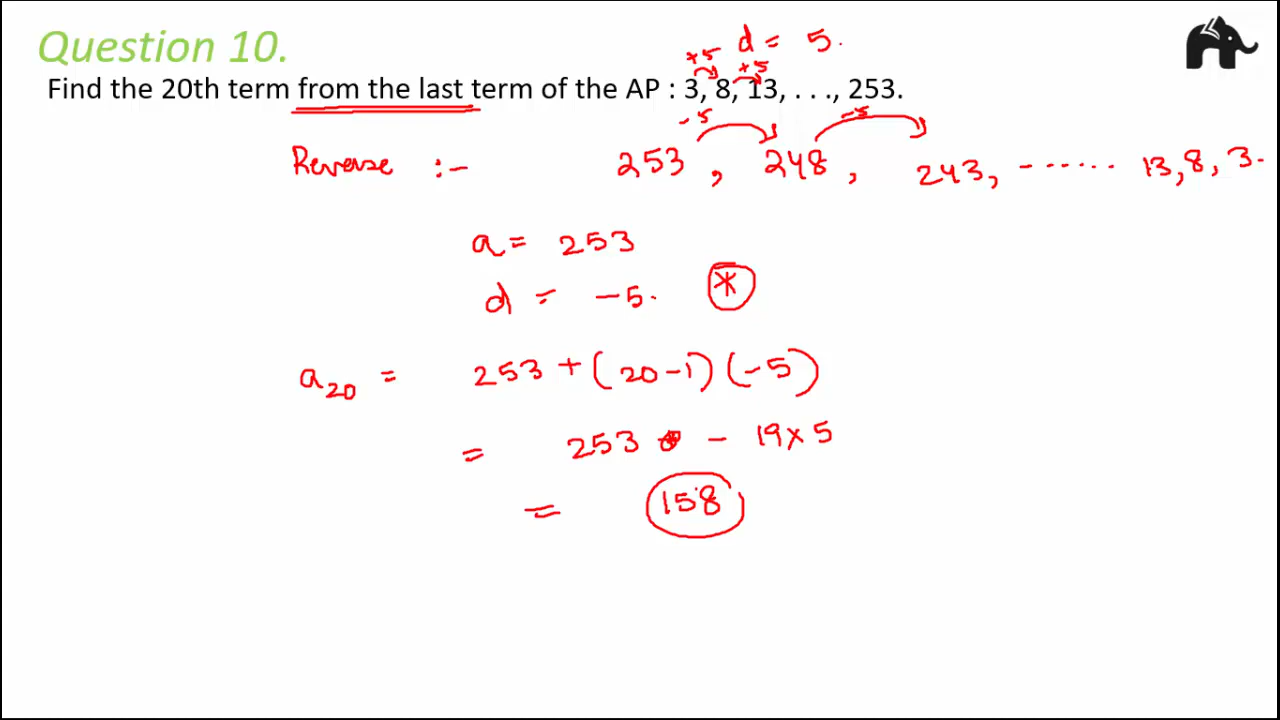 Question 10.
d = 5.
+5 +5
Find the 20th term from the last term of the AP : 3, 8, 13, . . ., 253.
-5 -5
Reverse :- 253, 248, 243, ------ 13, 8, 3.
a = 253
d = -5. *
a20 = 253 + (20-1)(-5)
= 253 - 19 x 5
= 158